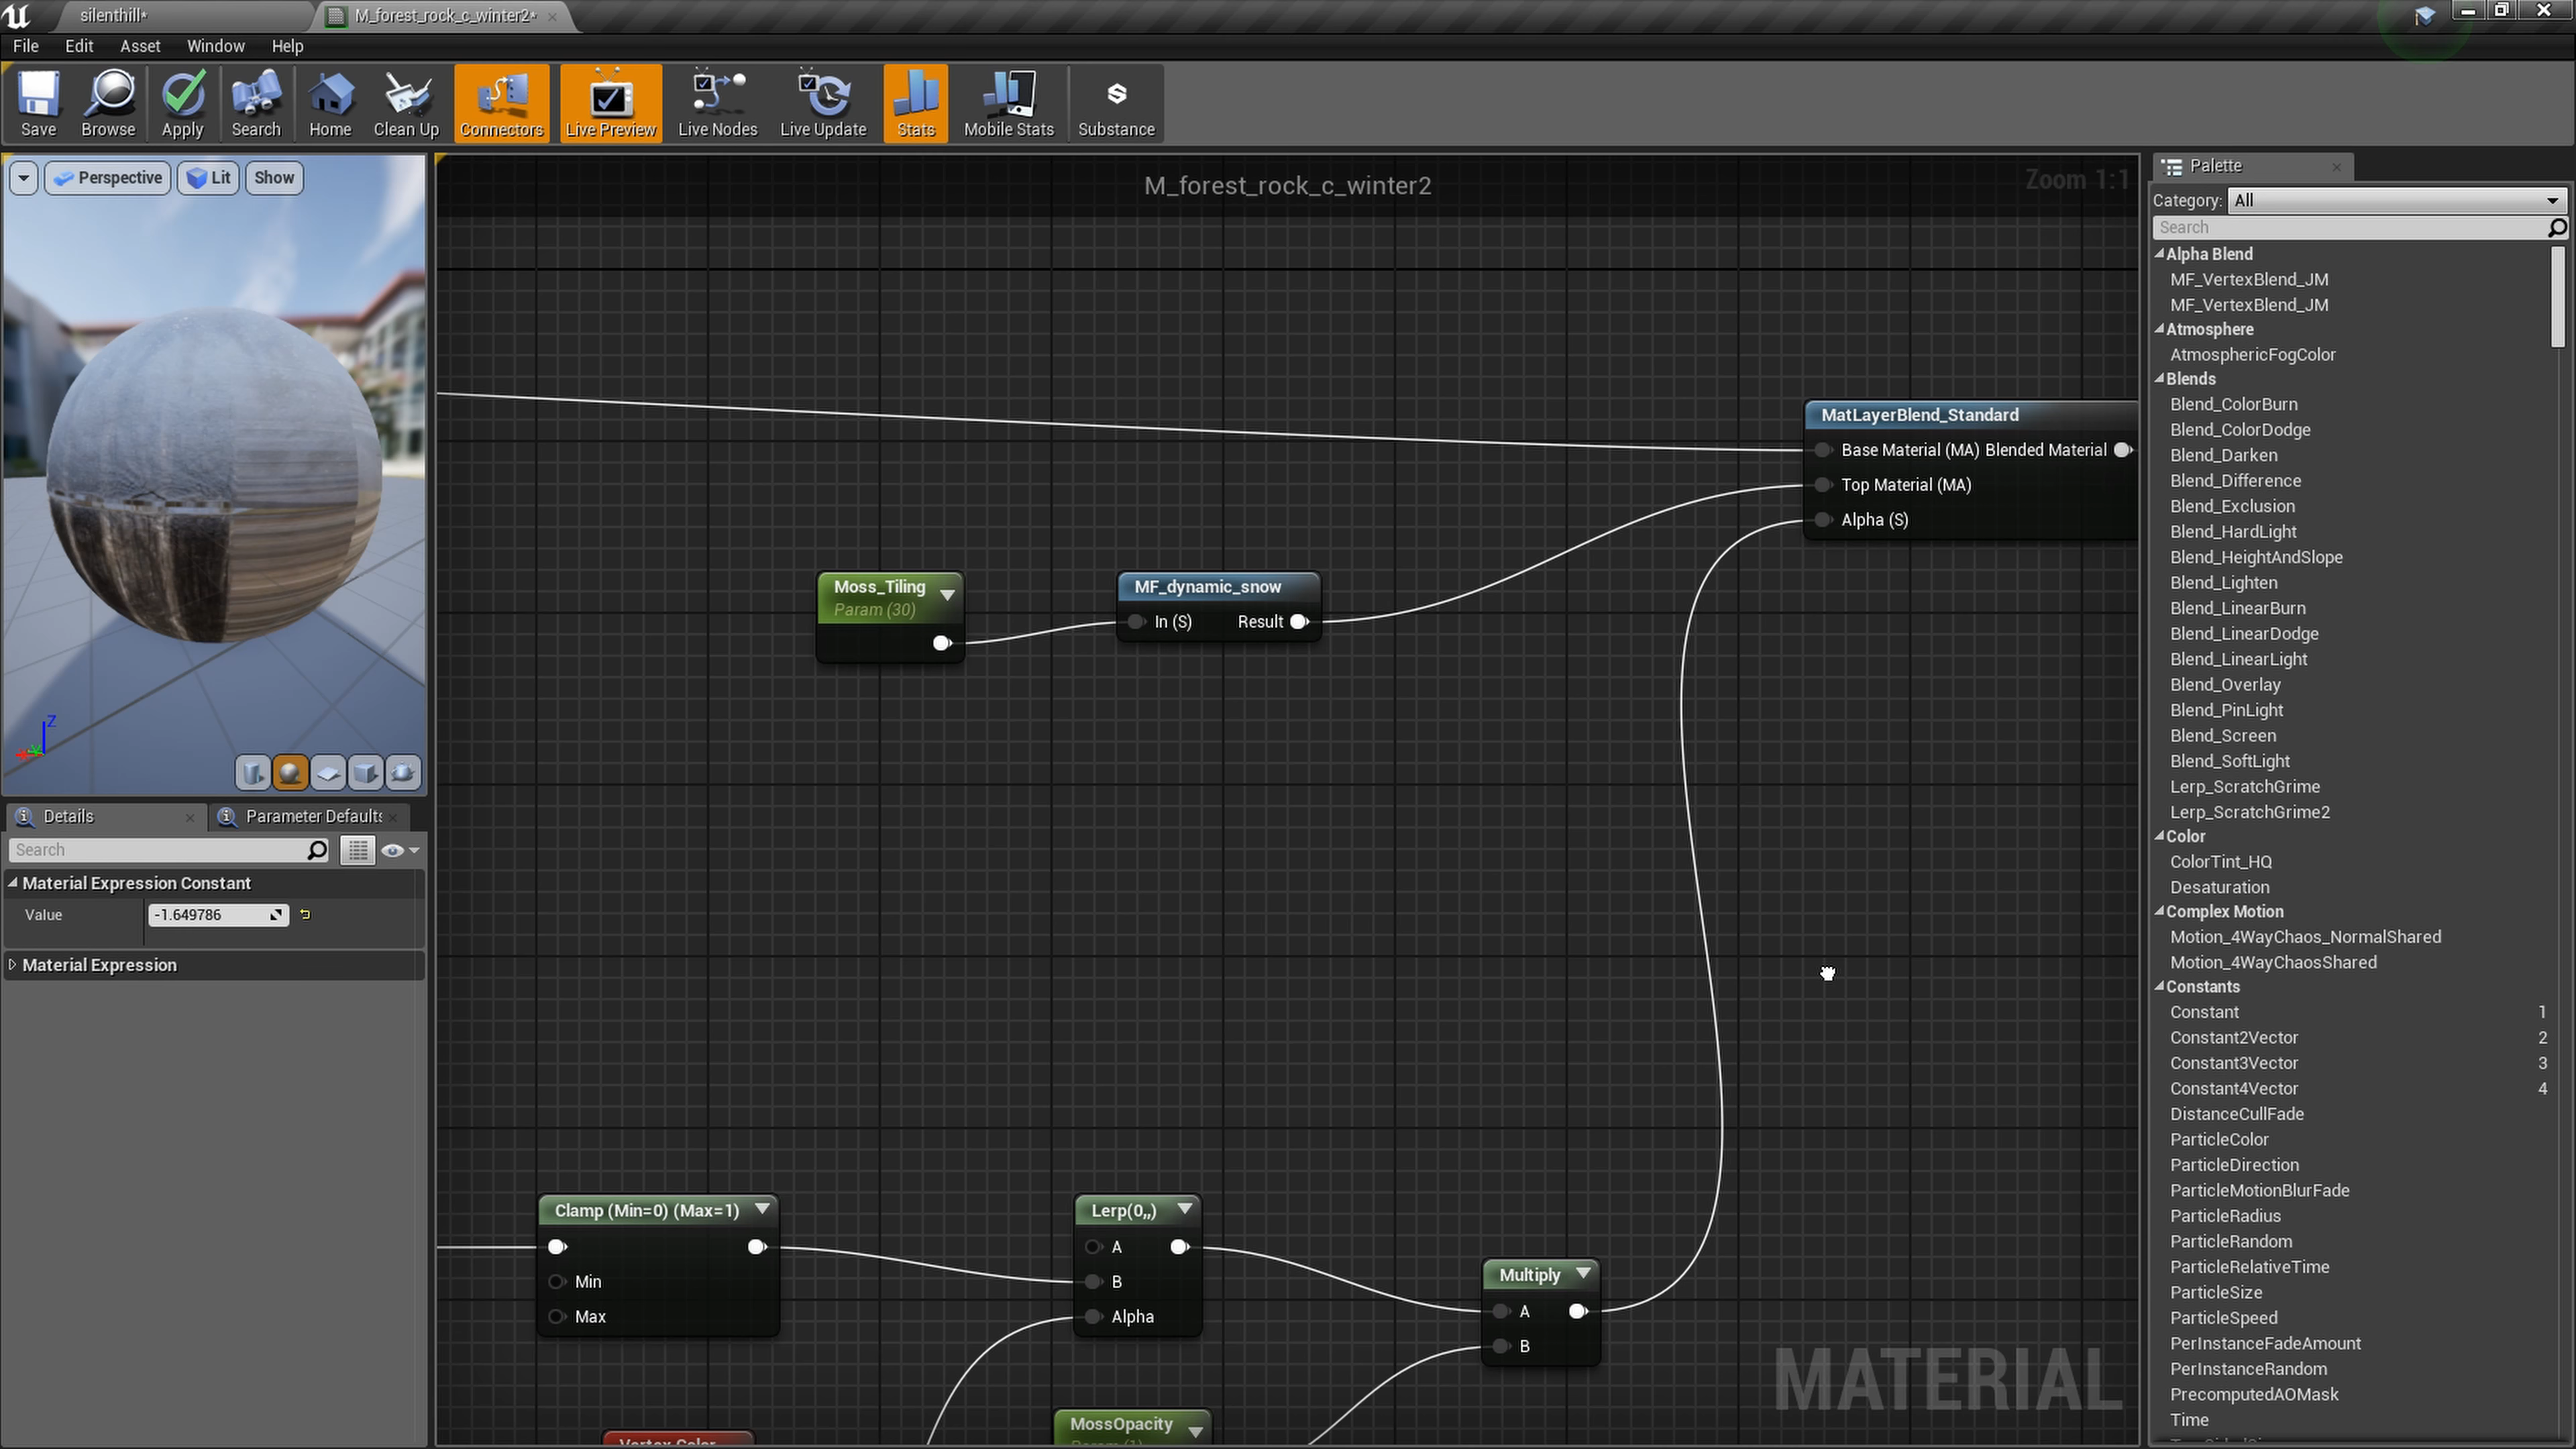 silenthill*
M_forest_rock_c_winter2*
File Edit Asset Window Help
Save Browse Apply Search Home Clean Up Connectors Live Preview Live Nodes Live Update Stats Mobile Stats Substance
Perspective Lit Show
Z
Details
Parameter Defaults
Search
Material Expression Constant
Value -1.649786
Material Expression
M_forest_rock_c_winter2
Zoom 1:1
MatLayerBlend_Standard
Base Material (MA) Blended Material
Top Material (MA)
Alpha (S)
Moss_Tiling
Param (30)
MF_dynamic_snow
In (S) Result
Clamp (Min=0) (Max=1)
Min
Max
Lerp(0,,)
A
B
Alpha
Multiply
A
B
MossOpacity
Param (1)
Vertex Color
MATERIAL
Palette
Category: All
Search
Alpha Blend
MF_VertexBlend_JM
MF_VertexBlend_JM
Atmosphere
AtmosphericFogColor
Blends
Blend_ColorBurn
Blend_ColorDodge
Blend_Darken
Blend_Difference
Blend_Exclusion
Blend_HardLight
Blend_HeightAndSlope
Blend_Lighten
Blend_LinearBurn
Blend_LinearDodge
Blend_LinearLight
Blend_Overlay
Blend_PinLight
Blend_Screen
Blend_SoftLight
Lerp_ScratchGrime
Lerp_ScratchGrime2
Color
ColorTint_HQ
Desaturation
Complex Motion
Motion_4WayChaos_NormalShared
Motion_4WayChaosShared
Constants
Constant 1
Constant2Vector 2
Constant3Vector 3
Constant4Vector 4
DistanceCullFade
ParticleColor
ParticleDirection
ParticleMotionBlurFade
ParticleRadius
ParticleRandom
ParticleRelativeTime
ParticleSize
ParticleSpeed
PerInstanceFadeAmount
PerInstanceRandom
PrecomputedAOMask
Time